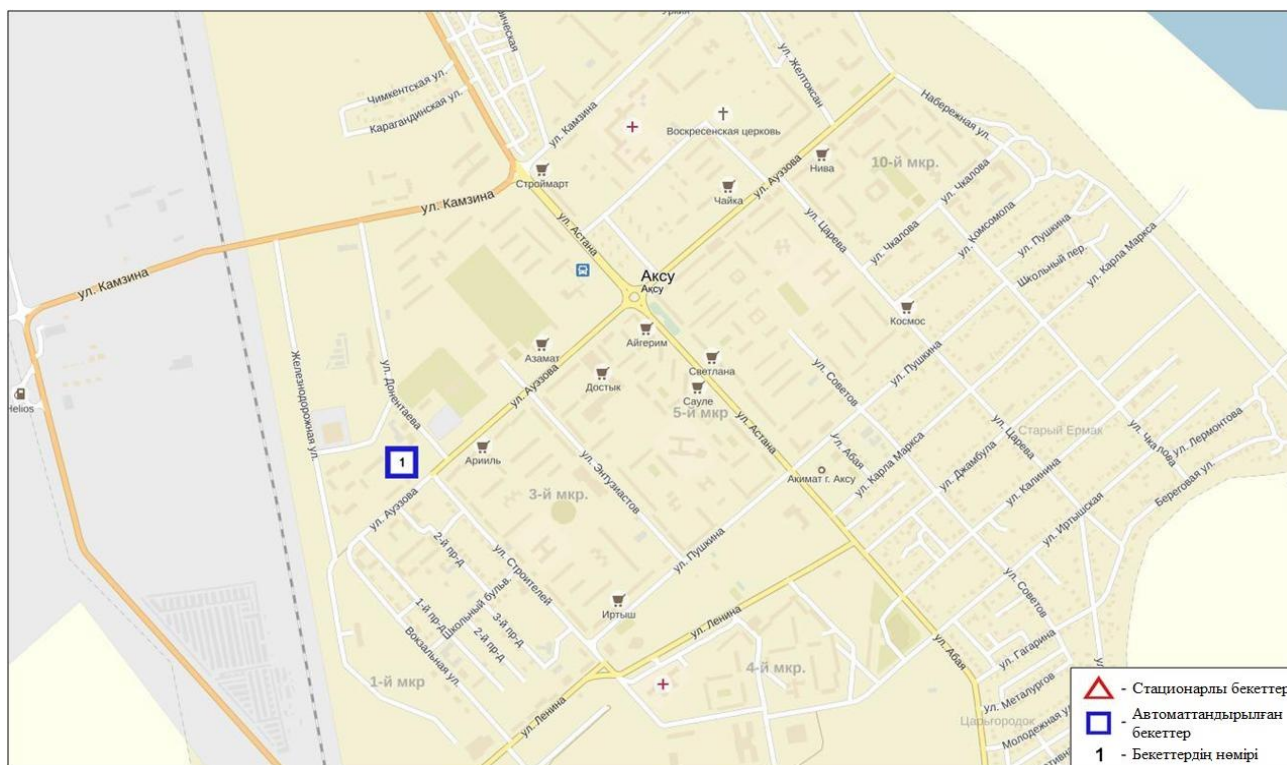 Уркин
рическая
Чимкентская ул.
Карагандинская ул.
ул. Камзина
ул. Желтоксан
Набережная ул.
Воскресенская церковь
Нива
10-й мкр.
Строймарт
Чайка
ул. Ауэзова
ул. Чкалова
ул. Камзина
ул. Астана
ул. Царева
ул. Комсомола
ул. Пушкина
ул. Чкалова
Школьный пер.
ул. Карла Маркса
ул. Камзина
Аксу
Ақсу
Космос
Айгерим
Азамат
Светлана
Достык
Сауле
ул. Советов
ул. Пушкина
Helios
Железнодорожная ул.
ул. Долентаева
ул. Ауэзова
5-й мкр
ул. Астана
Старый Ермак
ул. Царева
ул. Чкалова
ул. Лермонтова
1
Арииль
ул. Абая
ул. Карла Маркса
ул. Джамбула
ул. Калинина
Береговая ул.
Акимат г. Аксу
ул. Энтузиастов
3-й мкр.
ул. Ауэзова
ул. Иртышская
2-й пр-д
ул. Строителей
ул. Пушкина
1-й пр-д
Школьный бульв.
3-й пр-д
2-й пр-д
Вокзальная ул.
Иртыш
ул. Ленина
ул. Советов
ул. Абая
ул. Гагарина
1-й мкр
4-й мкр.
ул. Ленина
ул. Металургов
Царьгородок
Молодежная ул
ул.
- Стационарлы бекеттер
- Автоматтандырылған
бекеттер
1 - Бекеттердің нөмірі